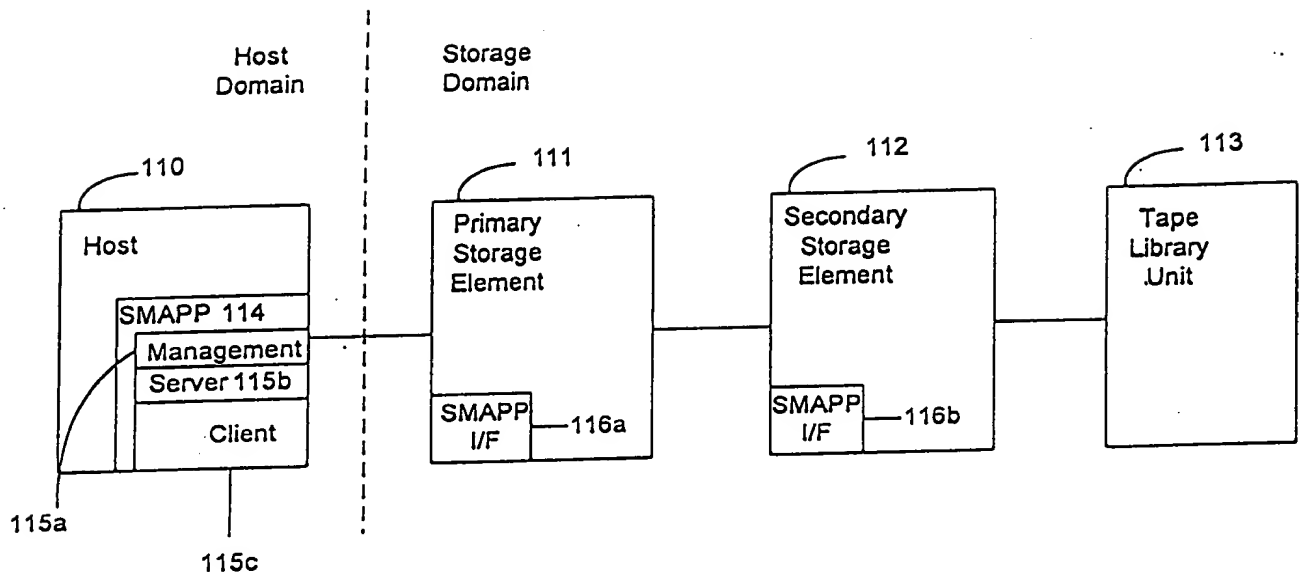 Host
Domain
Storage
Domain
110
111
112
113
Host
SMAPP 114
Management
Server 115b
Client
115a
115c
Primary
Storage
Element
SMAPP
I/F
116a
Secondary
Storage
Element
SMAPP
I/F
116b
Tape
Library
Unit